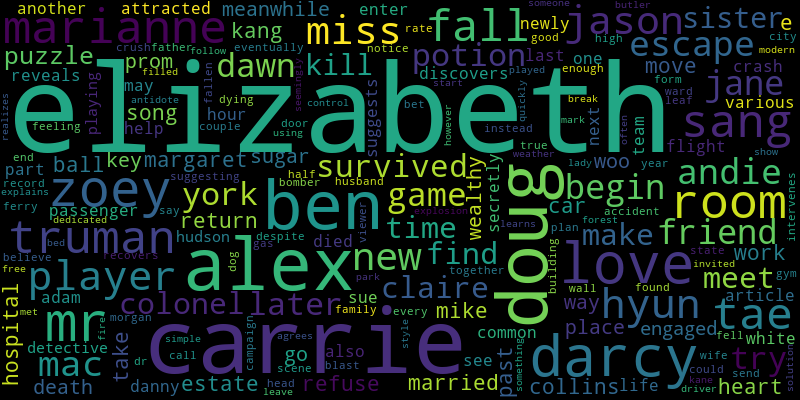 another attracted meanwhile enter miss fall newly someone butler jason sister e
marianne crush father rate good high city
puzzle prom kang notice last one escape modern
reveals follow eventually dawn kill potion discovers move crash
elizabeth
playing may antidote filled fallen dying seemingly suggests form ward leaf jane various
realizes song hour control bet played quickly start break mark often team flight
feeling help couple door using however instead true next sang
end key margaret sugar survived weather lady year show
part ball half husband wealthy secretly woo andie
record explains zoey suggesting bomber york game begin room
ferry passenger say return ben viewer explosion doug car accident forest intervenes
dedicated hudson despite died time learns plan friend
truman bed gas family new find building make work
believe recovers dog park together love state
free player alex claire wall found invited meet gym
met adam colonel later sue every mike way hyun article tae
hospital mr fire morgan campaign style common place engaged fell white
detective simple agrees also see could wife
mac take call scene blast go past something darcy kane try solution
dr carrie married collins life send
death danny estate head leave refuse driver heart